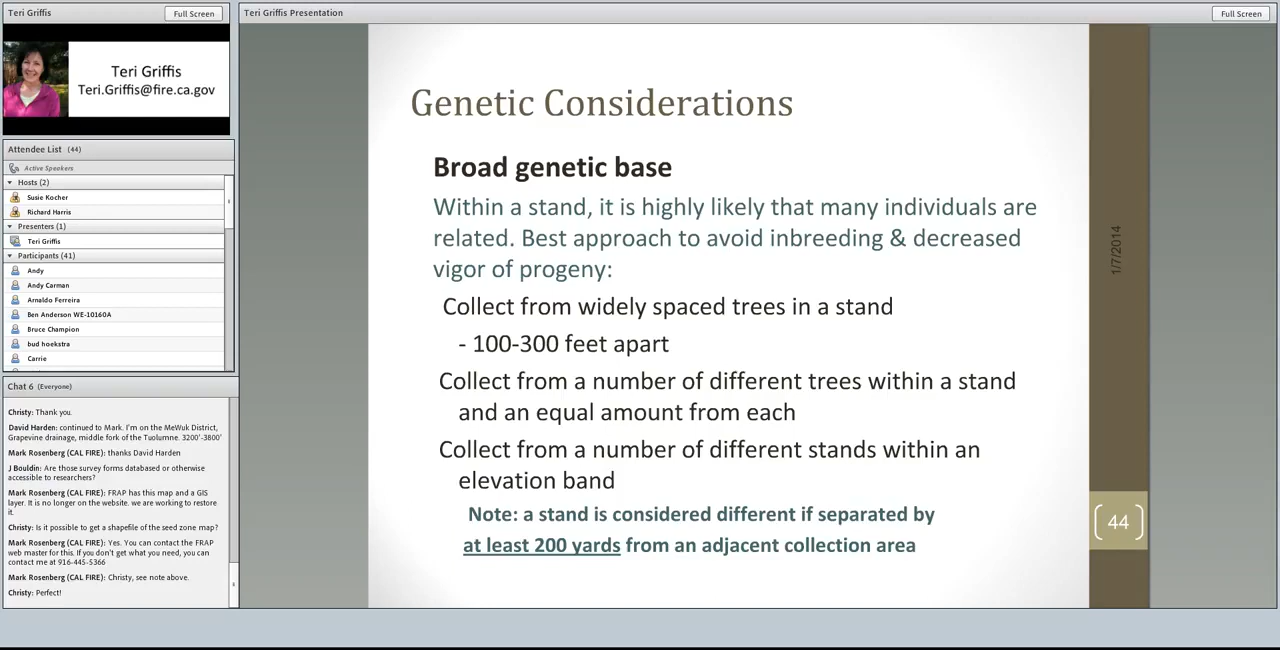 Teri Griffis
Full Screen
Teri Griffis
Teri.Griffis@fire.ca.gov
Attendee List (44)
Active Speakers
Hosts (2)
Susie Kocher
Richard Harris
Presenters (1)
Teri Griffis
Participants (41)
Andy
Andy Carman
Arnaldo Ferreira
Ben Anderson WE-10160A
Bruce Champion
bud hoekstra
Carrie
Chat 6 (Everyone)
Christy: Thank you.
David Harden: continued to Mark. I'm on the MeWuk District,
Grapevine drainage, middle fork of the Tuolumne. 3200'-3800'
Mark Rosenberg (CAL FIRE): thanks David Harden
J Bouldin: Are those survey forms databased or otherwise
accessible to researchers?
Mark Rosenberg (CAL FIRE): FRAP has this map and a GIS
layer. It is no longer on the website. we are working to restore
it.
Christy: Is it possible to get a shapefile of the seed zone map?
Mark Rosenberg (CAL FIRE): Yes. You can contact the FRAP
web master for this. If you don't get what you need, you can
contact me at 916-445-5366
Mark Rosenberg (CAL FIRE): Christy, see note above.
Christy: Perfect!
Teri Griffis Presentation
Full Screen
Genetic Considerations
Broad genetic base
Within a stand, it is highly likely that many individuals are
related. Best approach to avoid inbreeding & decreased
vigor of progeny:
Collect from widely spaced trees in a stand
- 100-300 feet apart
Collect from a number of different trees within a stand
and an equal amount from each
Collect from a number of different stands within an
elevation band
Note: a stand is considered different if separated by
at least 200 yards from an adjacent collection area
1/7/2014
44